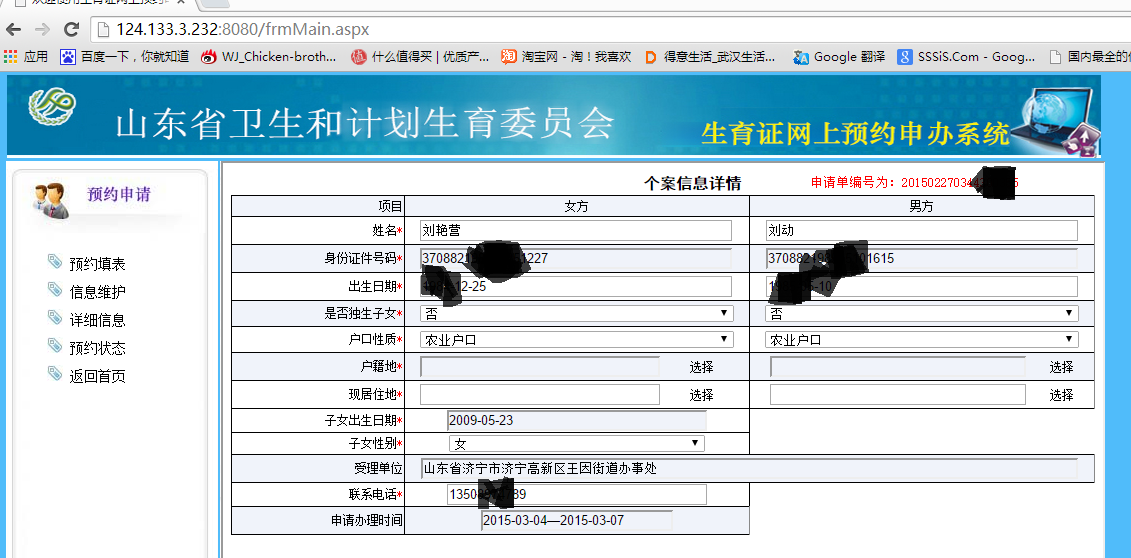 124.133.3.232:8080/frmMain.aspx
应用 百度一下，你就知道 WJ_Chicken-broth... 什么值得买 | 优质产... 淘宝网 - 淘！我喜欢 得意生活_武汉生活... Google 翻译 SSSiS.Com - Goog... 国内最全的
山东省卫生和计划生育委员会
生育证网上预约申办系统
预约申请
预约填表
信息维护
详细信息
预约状态
返回首页
个案信息详情 申请单编号为：201502270344
项目 女方 男方
姓名* 刘艳营 刘动
身份证件号码* 3708821 1227 37088219 01615
出生日期* 12-25 -10
是否独生子女* 否 否
户口性质* 农业户口 农业户口
户籍地* 选择 选择
现居住地* 选择 选择
子女出生日期* 2009-05-23
子女性别* 女
受理单位 山东省济宁市济宁高新区王因街道办事处
联系电话* 1350 789
申请办理时间 2015-03-04—2015-03-07